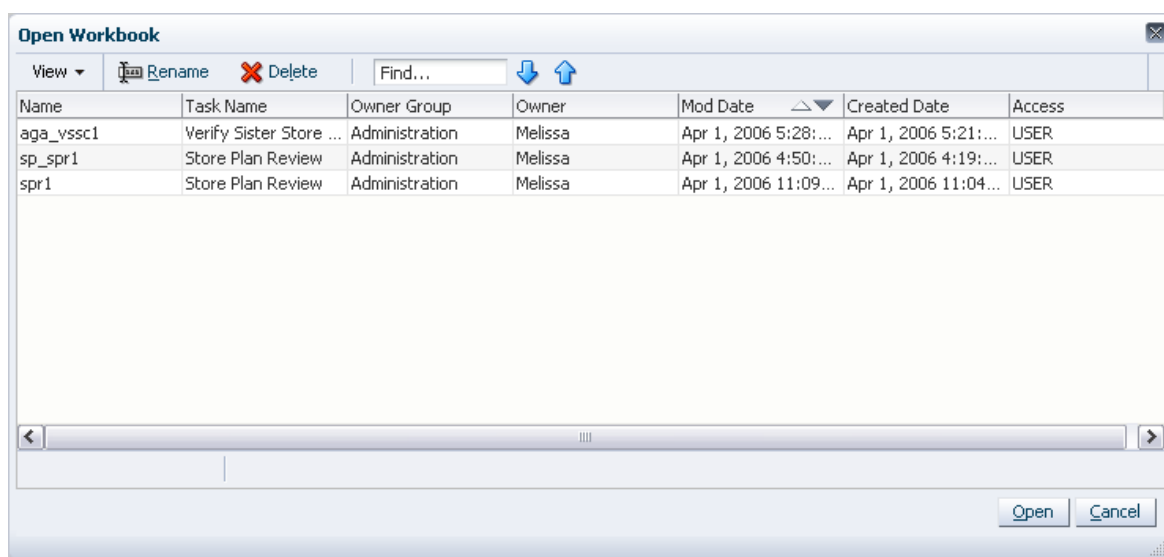 Open Workbook
View Rename Delete Find...
Name Task Name Owner Group Owner Mod Date Created Date Access
aga_vssc1 Verify Sister Store ... Administration Melissa Apr 1, 2006 5:28:... Apr 1, 2006 5:21:... USER
sp_spr1 Store Plan Review Administration Melissa Apr 1, 2006 4:50:... Apr 1, 2006 4:19:... USER
spr1 Store Plan Review Administration Melissa Apr 1, 2006 11:09... Apr 1, 2006 11:04... USER
Open Cancel